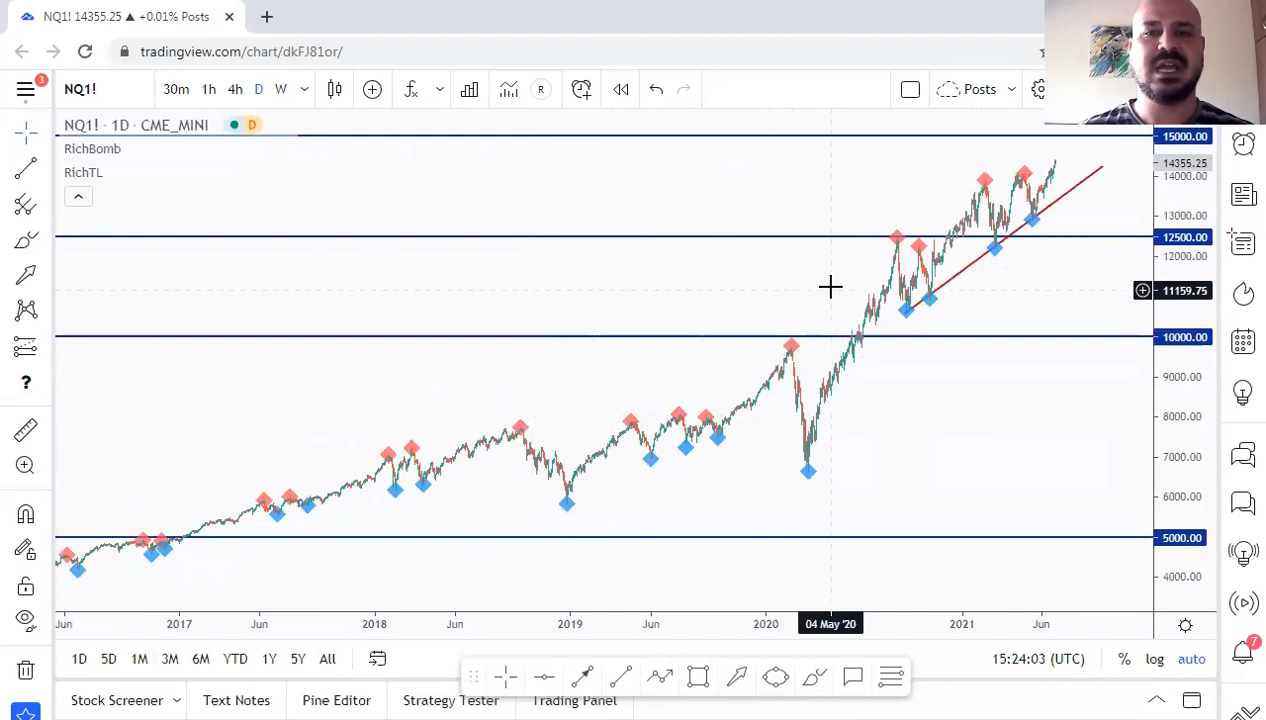 NQ1! 14355.25 ▲ +0.01% Posts
tradingview.com/chart/dkFJ81or/
3
NQ1!
30m 1h 4h D W
R
Posts
NQ1! · 1D · CME_MINI
D
RichBomb
RichTL
15000.00
14355.25
14000.00
13000.00
12500.00
12000.00
11159.75
10000.00
9000.00
8000.00
7000.00
6000.00
5000.00
4000.00
?
Jun 2017 Jun 2018 Jun 2019 Jun 2020 04 May '20 2021 Jun
1D 5D 1M 3M 6M YTD 1Y 5Y All
15:24:03 (UTC) % log auto
7
Stock Screener Text Notes Pine Editor Strategy Tester Trading Panel